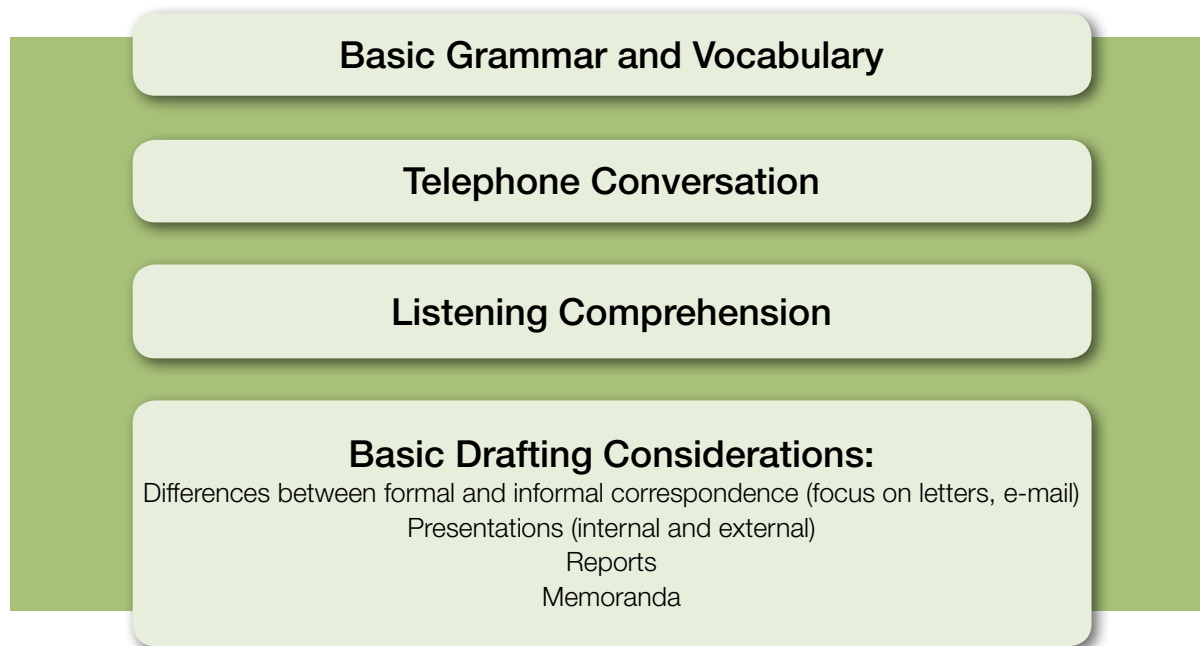 Basic Grammar and Vocabulary
Telephone Conversation
Listening Comprehension
Basic Drafting Considerations:
Differences between formal and informal correspondence (focus on letters, e-mail)
Presentations (internal and external)
Reports
Memoranda